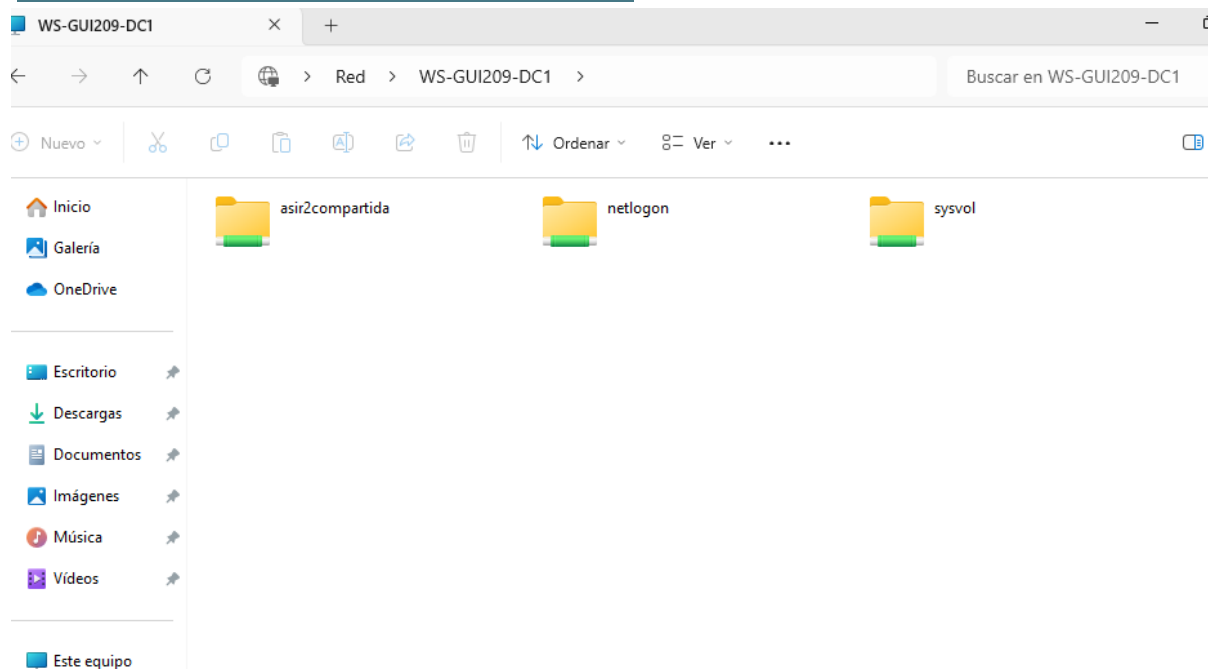 WS-GUI209-DC1
Red > WS-GUI209-DC1 >
Buscar en WS-GUI209-DC1
Nuevo
Ordenar
Ver
Inicio
Galería
OneDrive
Escritorio
Descargas
Documentos
Imágenes
Música
Vídeos
Este equipo
asir2compartida
netlogon
sysvol